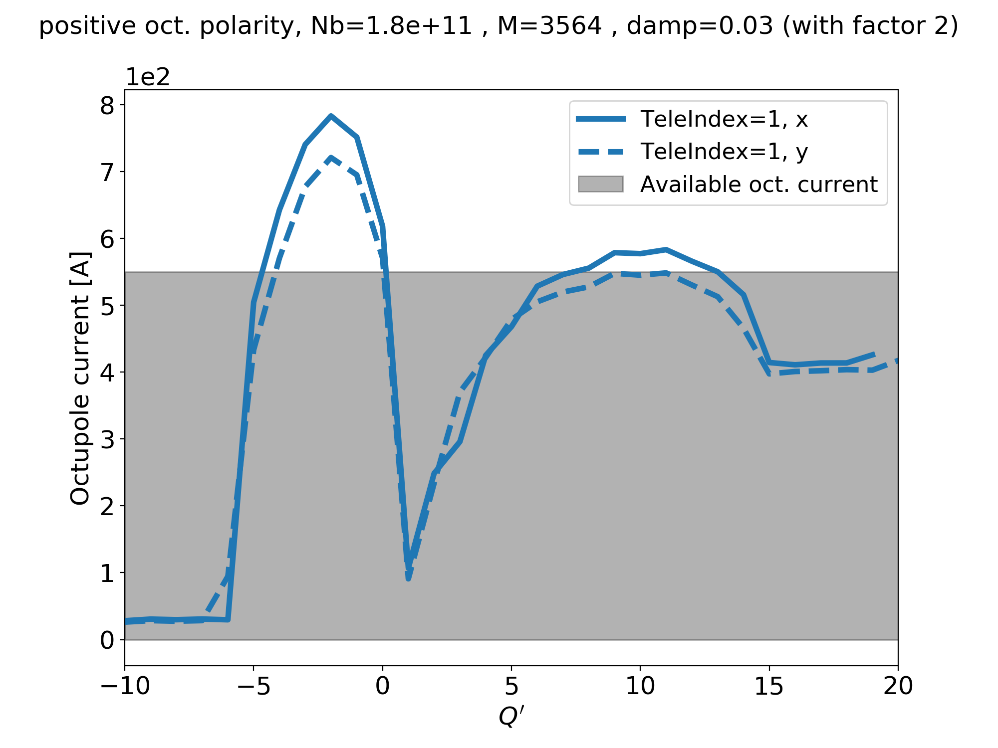 positive oct. polarity, Nb=1.8e+11 , M=3564 , damp=0.03 (with factor 2)
1e2
8
7
6
5
4
3
2
1
0
Octupole current [A]
TeleIndex=1, x
TeleIndex=1, y
Available oct. current
−10 −5 0 5 10 15 20
Q′